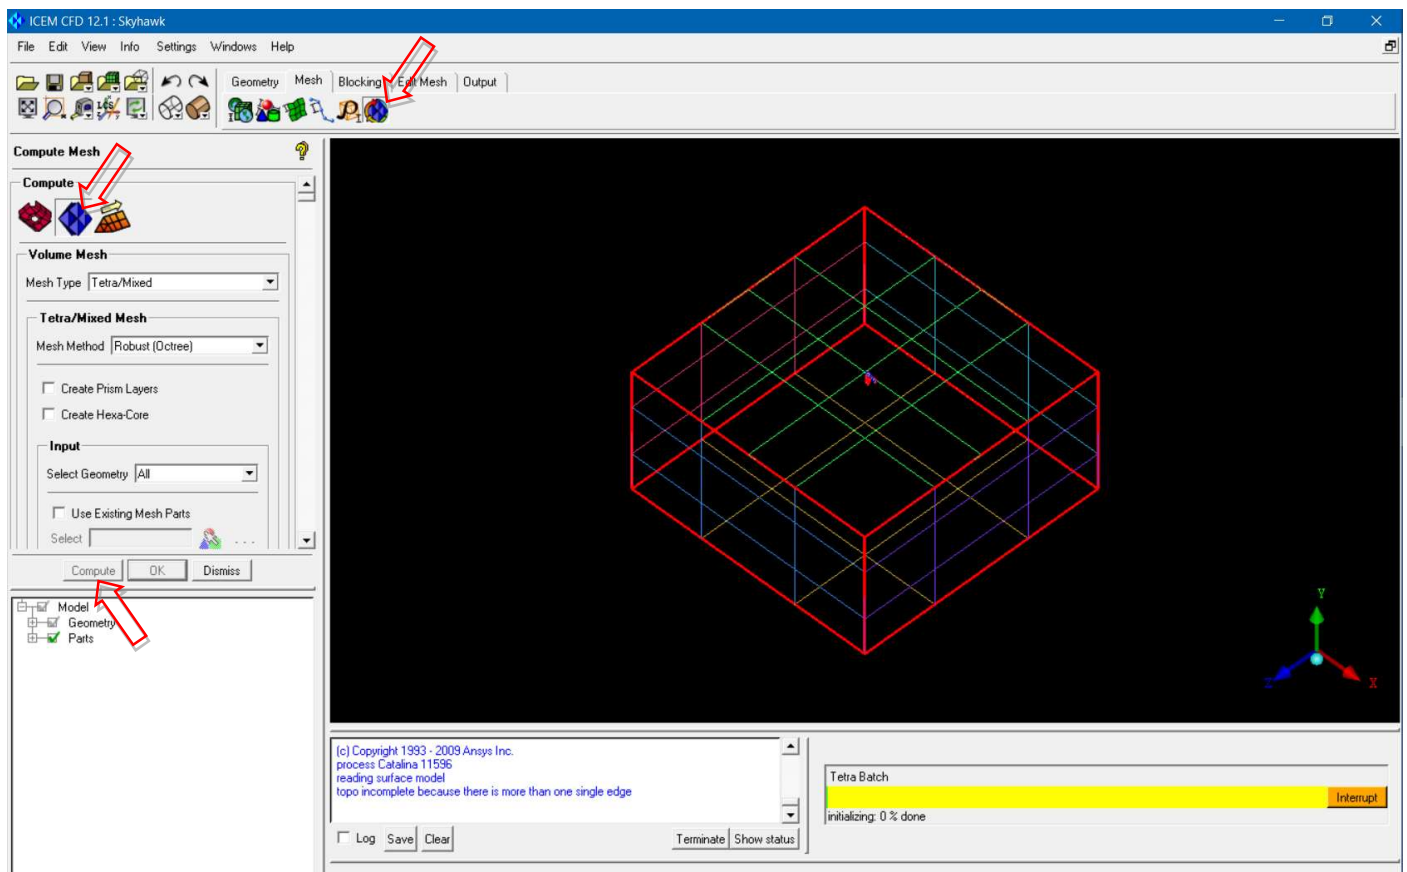 ICEM CFD 12.1 : Skyhawk
File Edit View Info Settings Windows Help
Geometry Mesh Blocking Edit Mesh Output
LCS
Compute Mesh
Compute
Volume Mesh
Mesh Type Tetra/Mixed
Tetra/Mixed Mesh
Mesh Method Robust (Octree)
Create Prism Layers
Create Hexa-Core
Input
Select Geometry All
Use Existing Mesh Parts
Select ...
Compute OK Dismiss
Model
Geometry
Parts
Y
Z X
(c) Copyright 1993 - 2009 Ansys Inc.
process Catalina 11596
reading surface model
topo incomplete because there is more than one single edge
Log Save Clear Terminate Show status
Tetra Batch
Interrupt
initializing: 0 % done